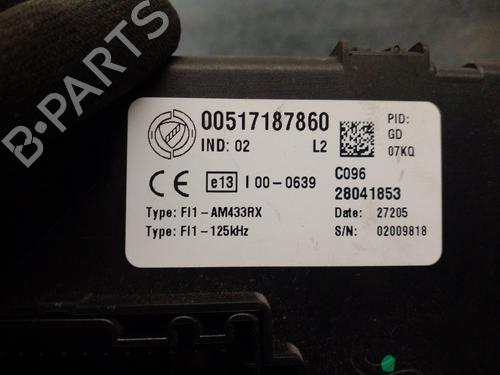 00517187860
IND: 02 L2
PID:
GD
07KQ
CE e13 I 00-0639
C096
28041853
Type: FI1-AM433RX
Date: 27205
Type: FI1-125kHz
S/N: 02009818
B-PARTS